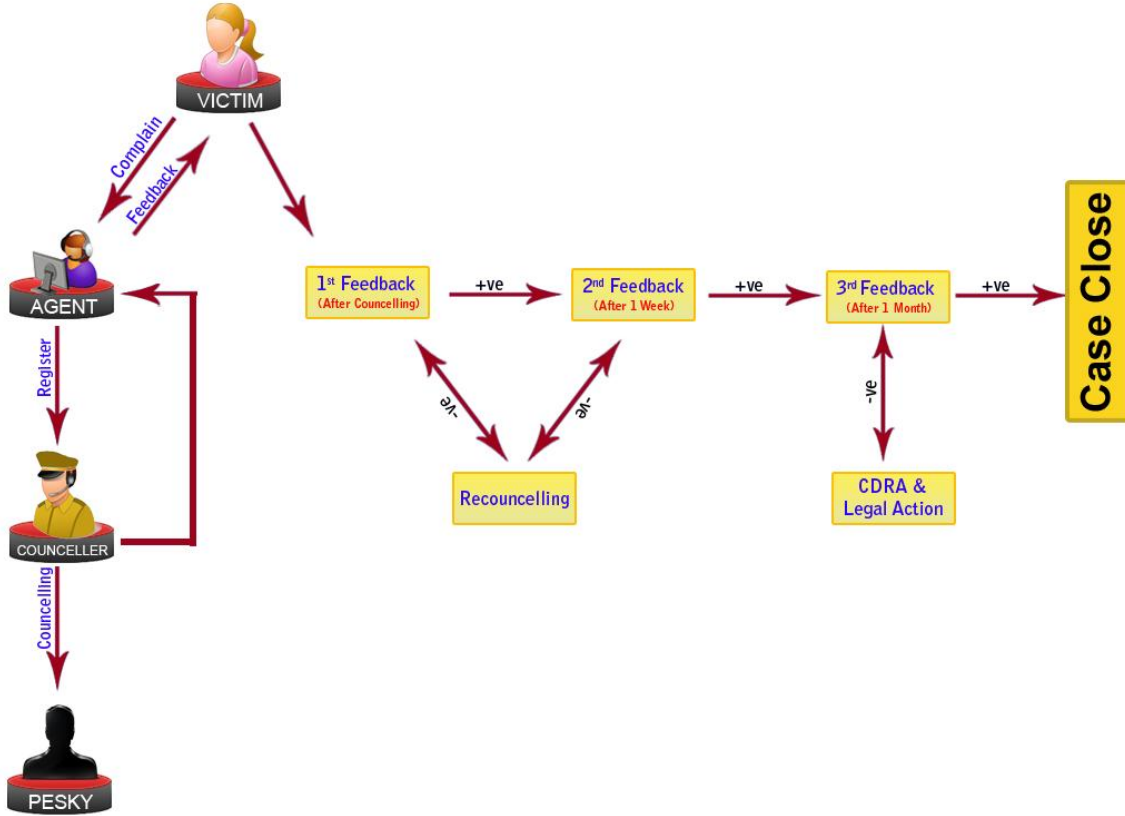 VICTIM
Complain
Feedback
AGENT
Register
COUNCELLER
Councelling
PESKY
1st Feedback
(After Councelling)
+ve
2nd Feedback
(After 1 Week)
+ve
3rd Feedback
(After 1 Month)
+ve
Case Close
-ve
-ve
-ve
Recouncelling
CDRA &
Legal Action